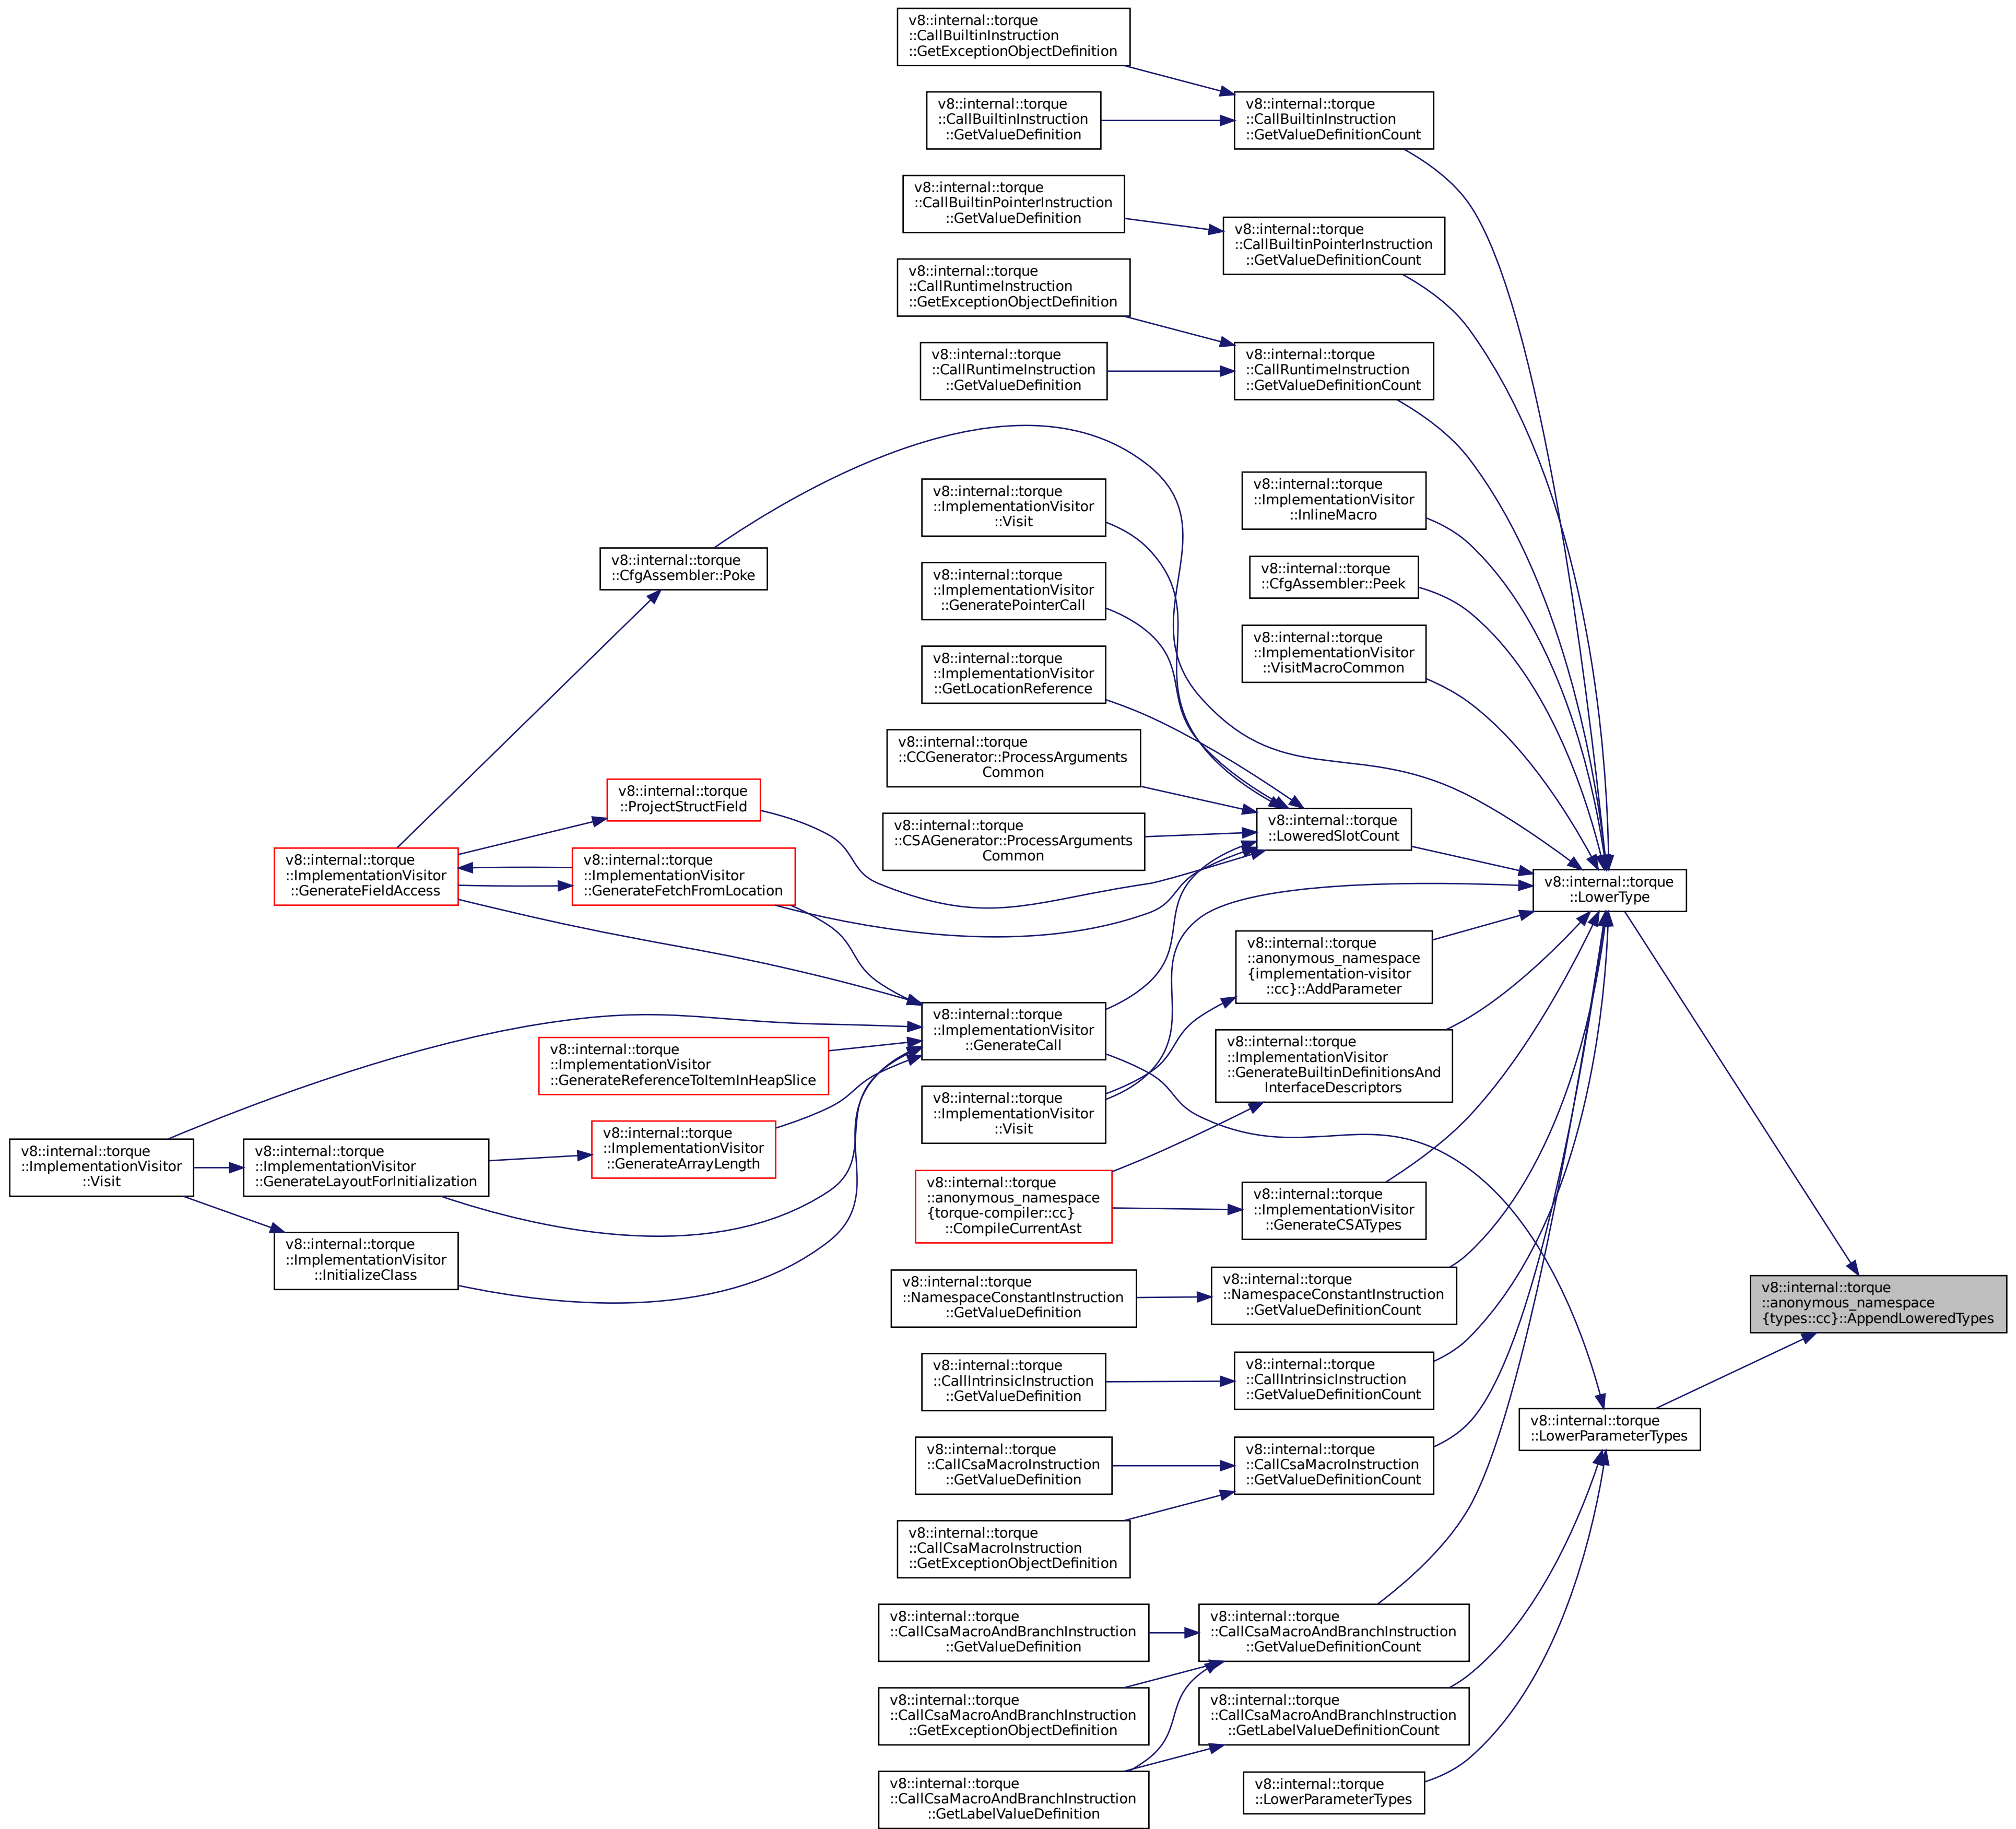 v8::internal::torque
::CallBuiltinInstruction
::GetExceptionObjectDefinition
v8::internal::torque
::CallBuiltinInstruction
::GetValueDefinition
v8::internal::torque
::CallBuiltinInstruction
::GetValueDefinitionCount
v8::internal::torque
::CallBuiltinPointerInstruction
::GetValueDefinition
v8::internal::torque
::CallBuiltinPointerInstruction
::GetValueDefinitionCount
v8::internal::torque
::CallRuntimeInstruction
::GetExceptionObjectDefinition
v8::internal::torque
::CallRuntimeInstruction
::GetValueDefinition
v8::internal::torque
::CallRuntimeInstruction
::GetValueDefinitionCount
v8::internal::torque
::ImplementationVisitor
::InlineMacro
v8::internal::torque
::ImplementationVisitor
::Visit
v8::internal::torque
::CfgAssembler::Poke
v8::internal::torque
::CfgAssembler::Peek
v8::internal::torque
::ImplementationVisitor
::GeneratePointerCall
v8::internal::torque
::ImplementationVisitor
::VisitMacroCommon
v8::internal::torque
::ImplementationVisitor
::GetLocationReference
v8::internal::torque
::CCGenerator::ProcessArguments
Common
v8::internal::torque
::ProjectStructField
v8::internal::torque
::CSAGenerator::ProcessArguments
Common
v8::internal::torque
::LoweredSlotCount
v8::internal::torque
::ImplementationVisitor
::GenerateFieldAccess
v8::internal::torque
::ImplementationVisitor
::GenerateFetchFromLocation
v8::internal::torque
::LowerType
v8::internal::torque
::anonymous_namespace
{implementation-visitor
::cc}::AddParameter
v8::internal::torque
::ImplementationVisitor
::GenerateCall
v8::internal::torque
::ImplementationVisitor
::GenerateReferenceToItemInHeapSlice
v8::internal::torque
::ImplementationVisitor
::GenerateBuiltinDefinitionsAnd
InterfaceDescriptors
v8::internal::torque
::ImplementationVisitor
::Visit
v8::internal::torque
::ImplementationVisitor
::GenerateArrayLength
v8::internal::torque
::ImplementationVisitor
::Visit
v8::internal::torque
::ImplementationVisitor
::GenerateLayoutForInitialization
v8::internal::torque
::anonymous_namespace
{torque-compiler::cc}
::CompileCurrentAst
v8::internal::torque
::ImplementationVisitor
::GenerateCSATypes
v8::internal::torque
::ImplementationVisitor
::InitializeClass
v8::internal::torque
::NamespaceConstantInstruction
::GetValueDefinition
v8::internal::torque
::NamespaceConstantInstruction
::GetValueDefinitionCount
v8::internal::torque
::anonymous_namespace
{types::cc}::AppendLoweredTypes
v8::internal::torque
::CallIntrinsicInstruction
::GetValueDefinition
v8::internal::torque
::CallIntrinsicInstruction
::GetValueDefinitionCount
v8::internal::torque
::LowerParameterTypes
v8::internal::torque
::CallCsaMacroInstruction
::GetValueDefinition
v8::internal::torque
::CallCsaMacroInstruction
::GetValueDefinitionCount
v8::internal::torque
::CallCsaMacroInstruction
::GetExceptionObjectDefinition
v8::internal::torque
::CallCsaMacroAndBranchInstruction
::GetValueDefinition
v8::internal::torque
::CallCsaMacroAndBranchInstruction
::GetValueDefinitionCount
v8::internal::torque
::CallCsaMacroAndBranchInstruction
::GetExceptionObjectDefinition
v8::internal::torque
::CallCsaMacroAndBranchInstruction
::GetLabelValueDefinitionCount
v8::internal::torque
::CallCsaMacroAndBranchInstruction
::GetLabelValueDefinition
v8::internal::torque
::LowerParameterTypes